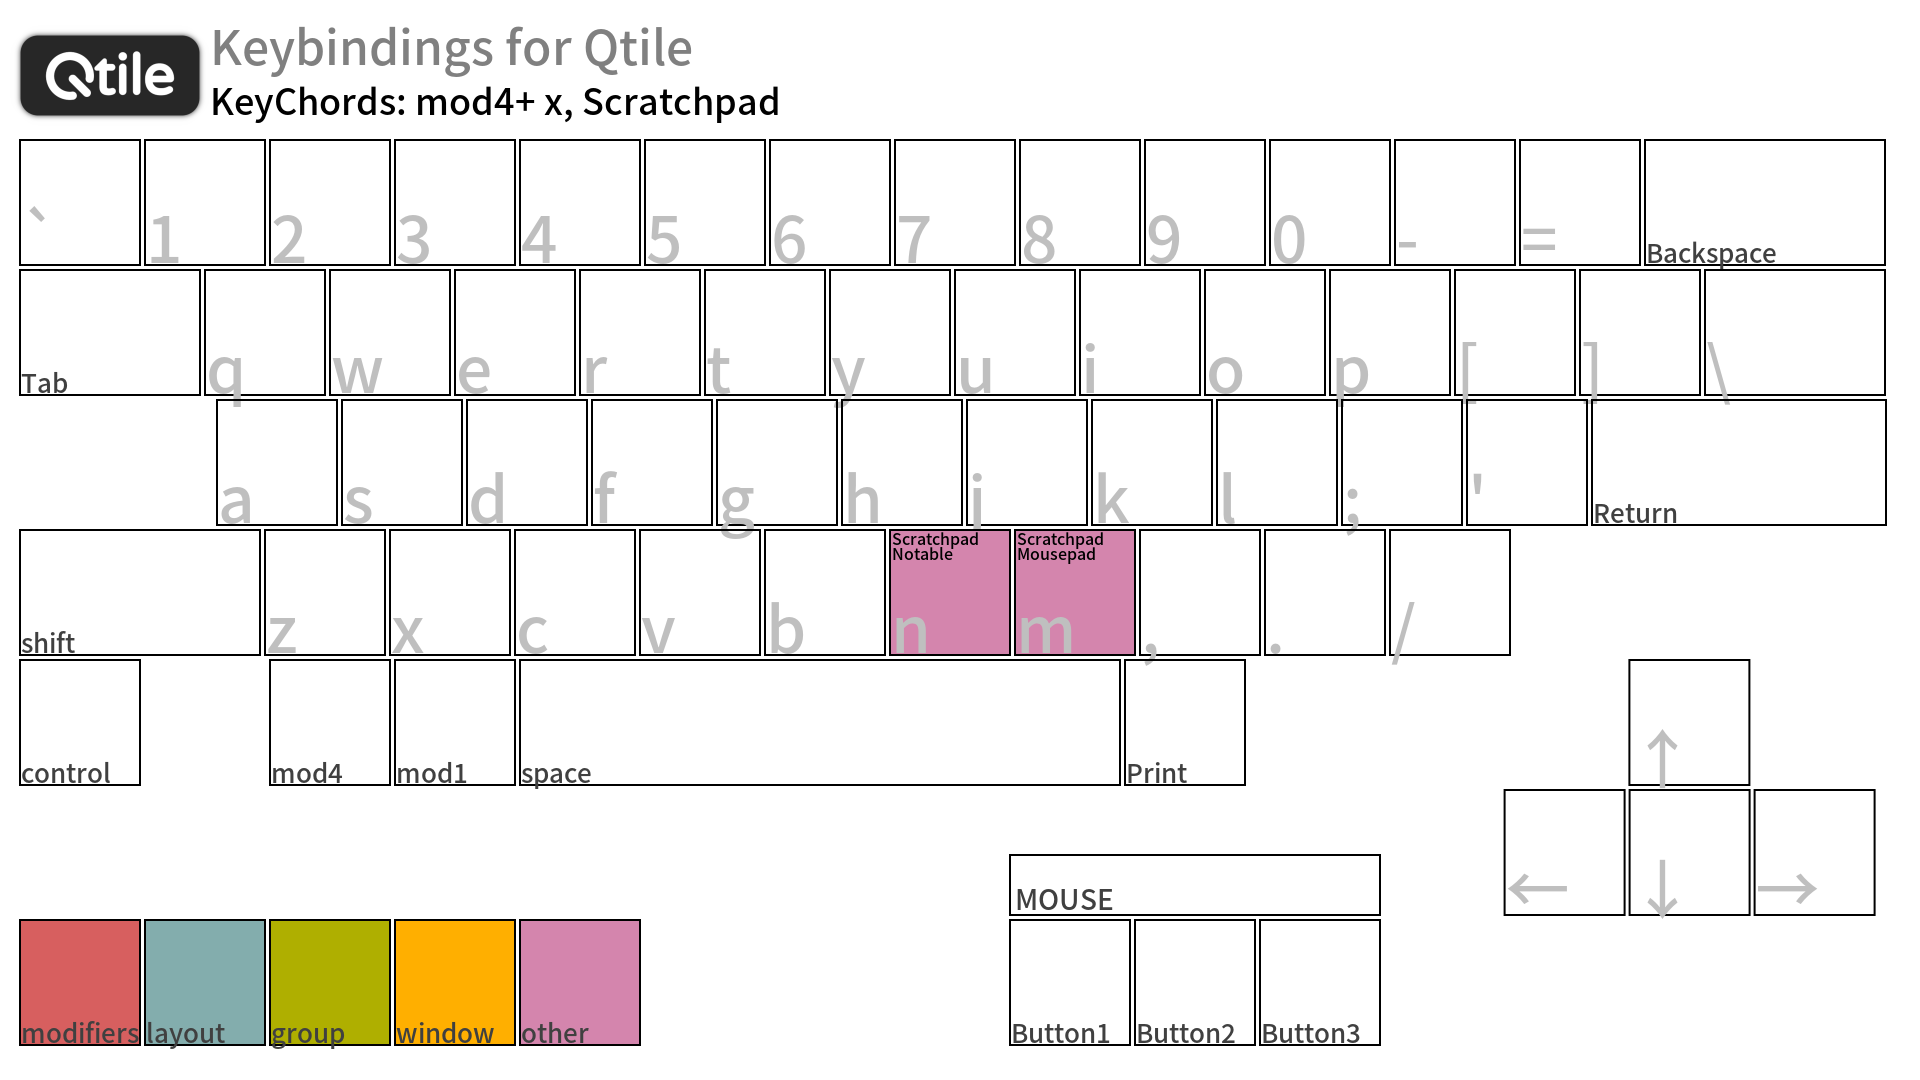 Qtile
Keybindings for Qtile
KeyChords: mod4+ x, Scratchpad
` 1 2 3 4 5 6 7 8 9 0 - = Backspace
Tab q w e r t y u i o p [ ] \
a s d f g h j k l ; ' Return
Scratchpad Scratchpad
Notable Mousepad
shift z x c v b n m , . /
control mod4 mod1 space Print ↑
← ↓ →
MOUSE
modifiers layout group window other Button1 Button2 Button3